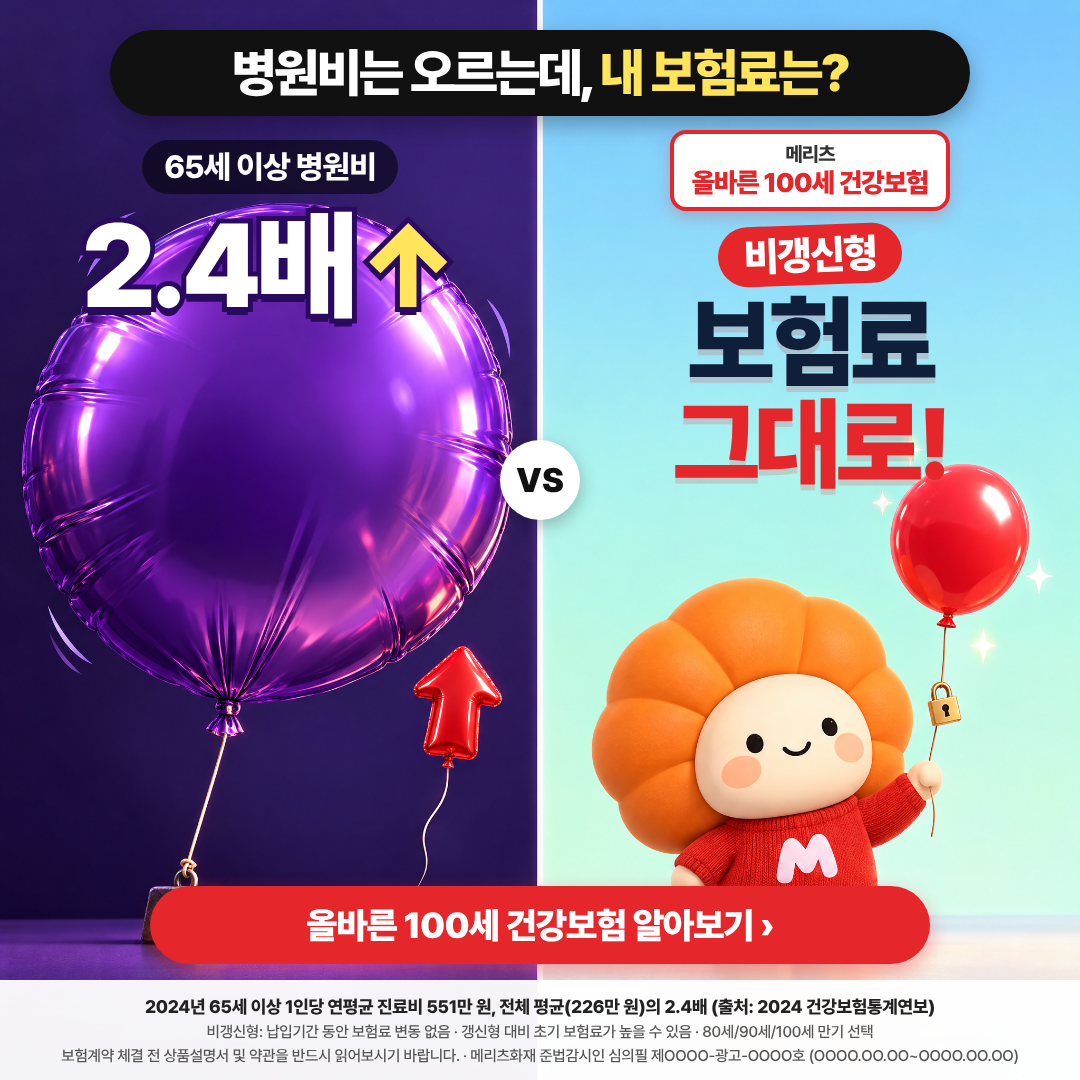 병원비는 오르는데, 내 보험료는?
65세 이상 병원비
2.4배↑
메리츠
올바른 100세 건강보험
비갱신형
보험료
그대로!
VS
M
올바른 100세 건강보험 알아보기 ›
2024년 65세 이상 1인당 연평균 진료비 551만 원, 전체 평균(226만 원)의 2.4배 (출처: 2024 건강보험통계연보)
비갱신형: 납입기간 동안 보험료 변동 없음 · 갱신형 대비 초기 보험료가 높을 수 있음 · 80세/90세/100세 만기 선택
보험계약 체결 전 상품설명서 및 약관을 반드시 읽어보시기 바랍니다. · 메리츠화재 준법감시인 심의필 제OOOO-광고-OOOO호 (OOOO.OO.OO~OOOO.OO.OO)